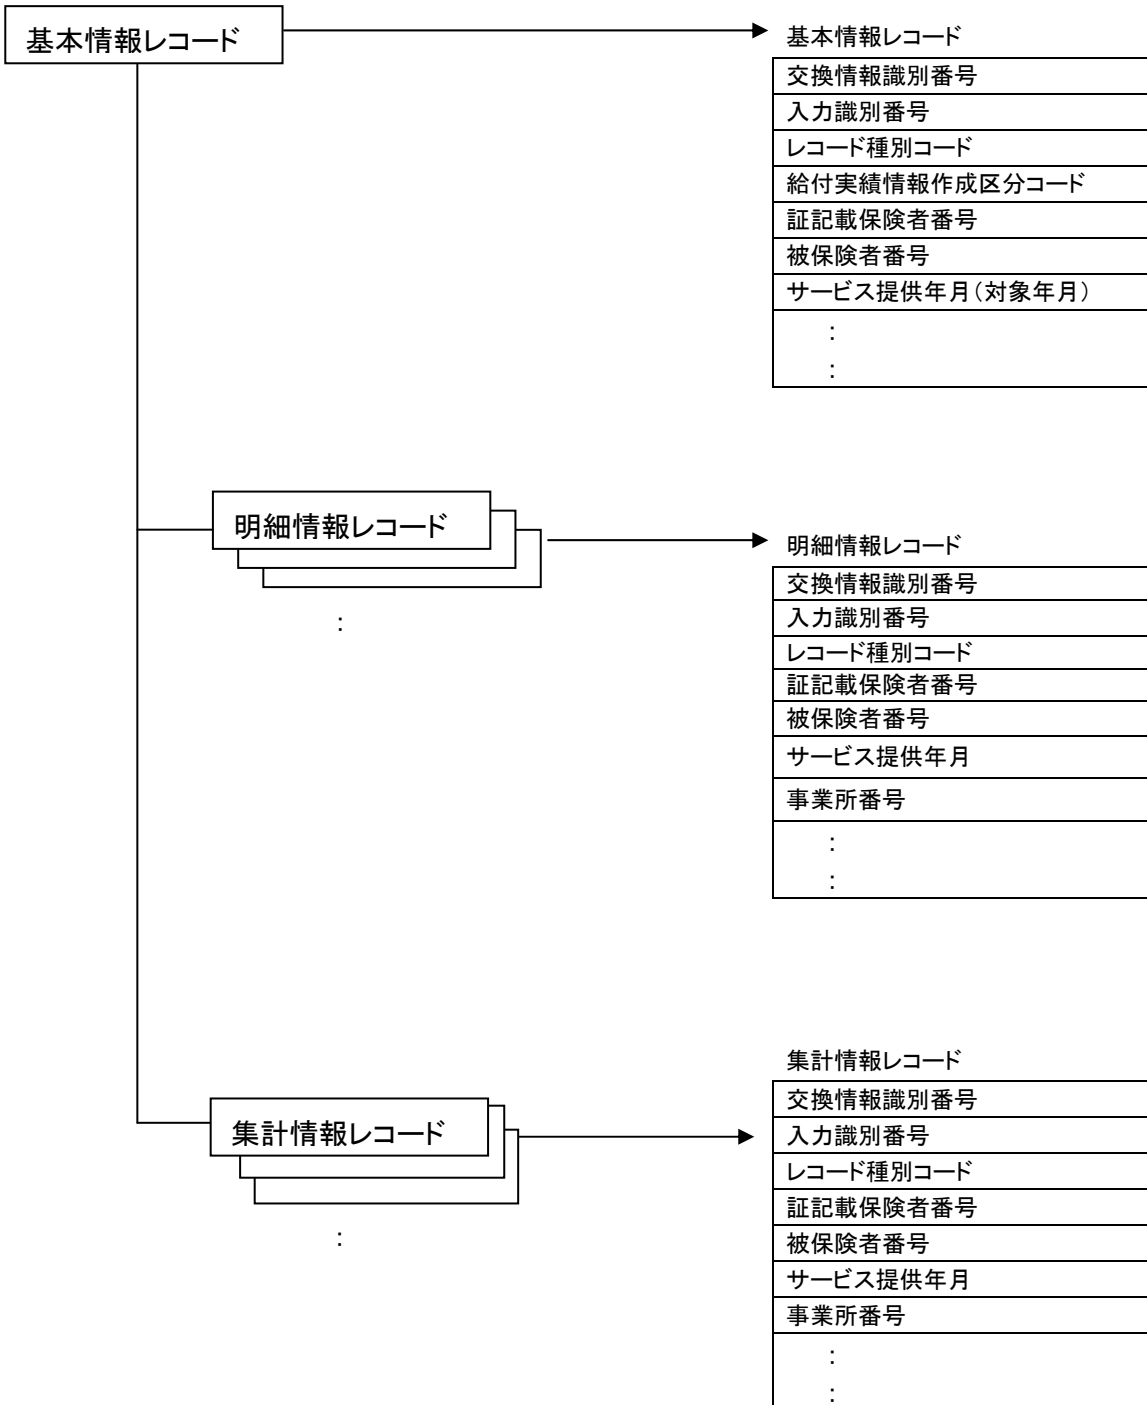 基本情報レコード
基本情報レコード
交換情報識別番号
入力識別番号
レコード種別コード
給付実績情報作成区分コード
証記載保険者番号
被保険者番号
サービス提供年月(対象年月)
:
:
明細情報レコード
:
明細情報レコード
交換情報識別番号
入力識別番号
レコード種別コード
証記載保険者番号
被保険者番号
サービス提供年月
事業所番号
:
:
集計情報レコード
:
集計情報レコード
交換情報識別番号
入力識別番号
レコード種別コード
証記載保険者番号
被保険者番号
サービス提供年月
事業所番号
:
: